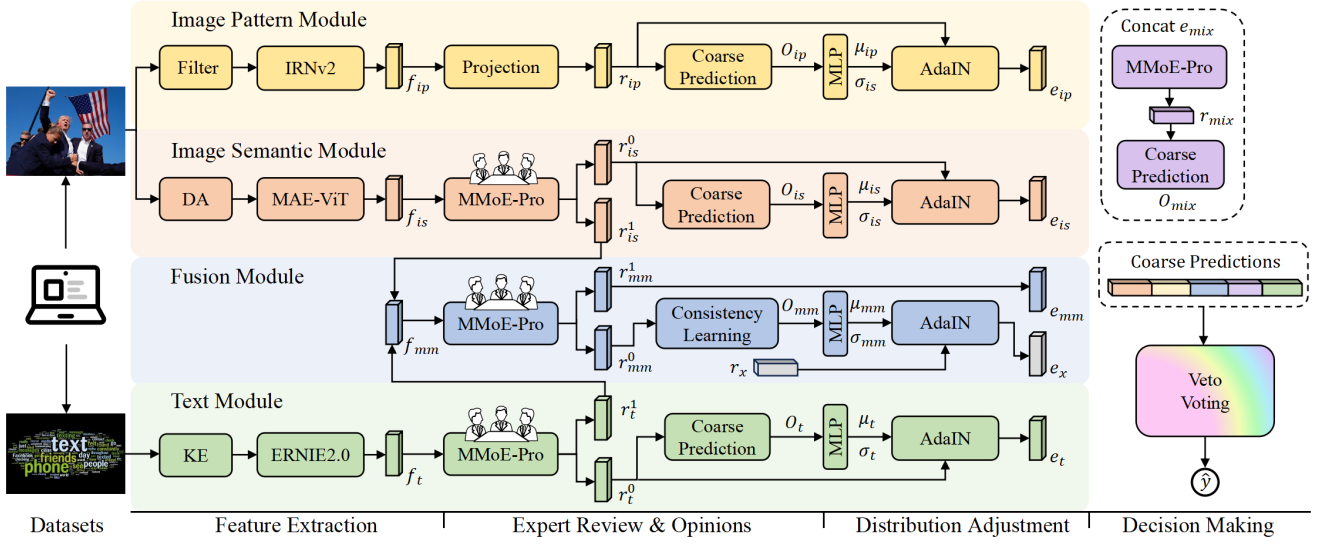 Image Pattern Module
Filter
IRNv2
f_ip
Projection
r_ip
Coarse
Prediction
O_ip
MLP
μ_ip
σ_is
AdaIN
e_ip
Image Semantic Module
DA
MAE-ViT
f_is
MMoE-Pro
r_is^0
r_is^1
Coarse
Prediction
O_is
MLP
μ_is
σ_is
AdaIN
e_is
Fusion Module
f_mm
MMoE-Pro
r_mm^1
r_mm^0
Consistency
Learning
O_mm
r_x
MLP
μ_mm
σ_mm
AdaIN
e_mm
e_x
Text Module
text
friends
phone
people
day
KE
ERNIE2.0
f_t
MMoE-Pro
r_t^1
r_t^0
Coarse
Prediction
O_t
MLP
μ_t
σ_t
AdaIN
e_t
Concat e_mix
MMoE-Pro
r_mix
Coarse
Prediction
O_mix
Coarse Predictions
Veto
Voting
ŷ
Datasets
Feature Extraction
Expert Review & Opinions
Distribution Adjustment
Decision Making